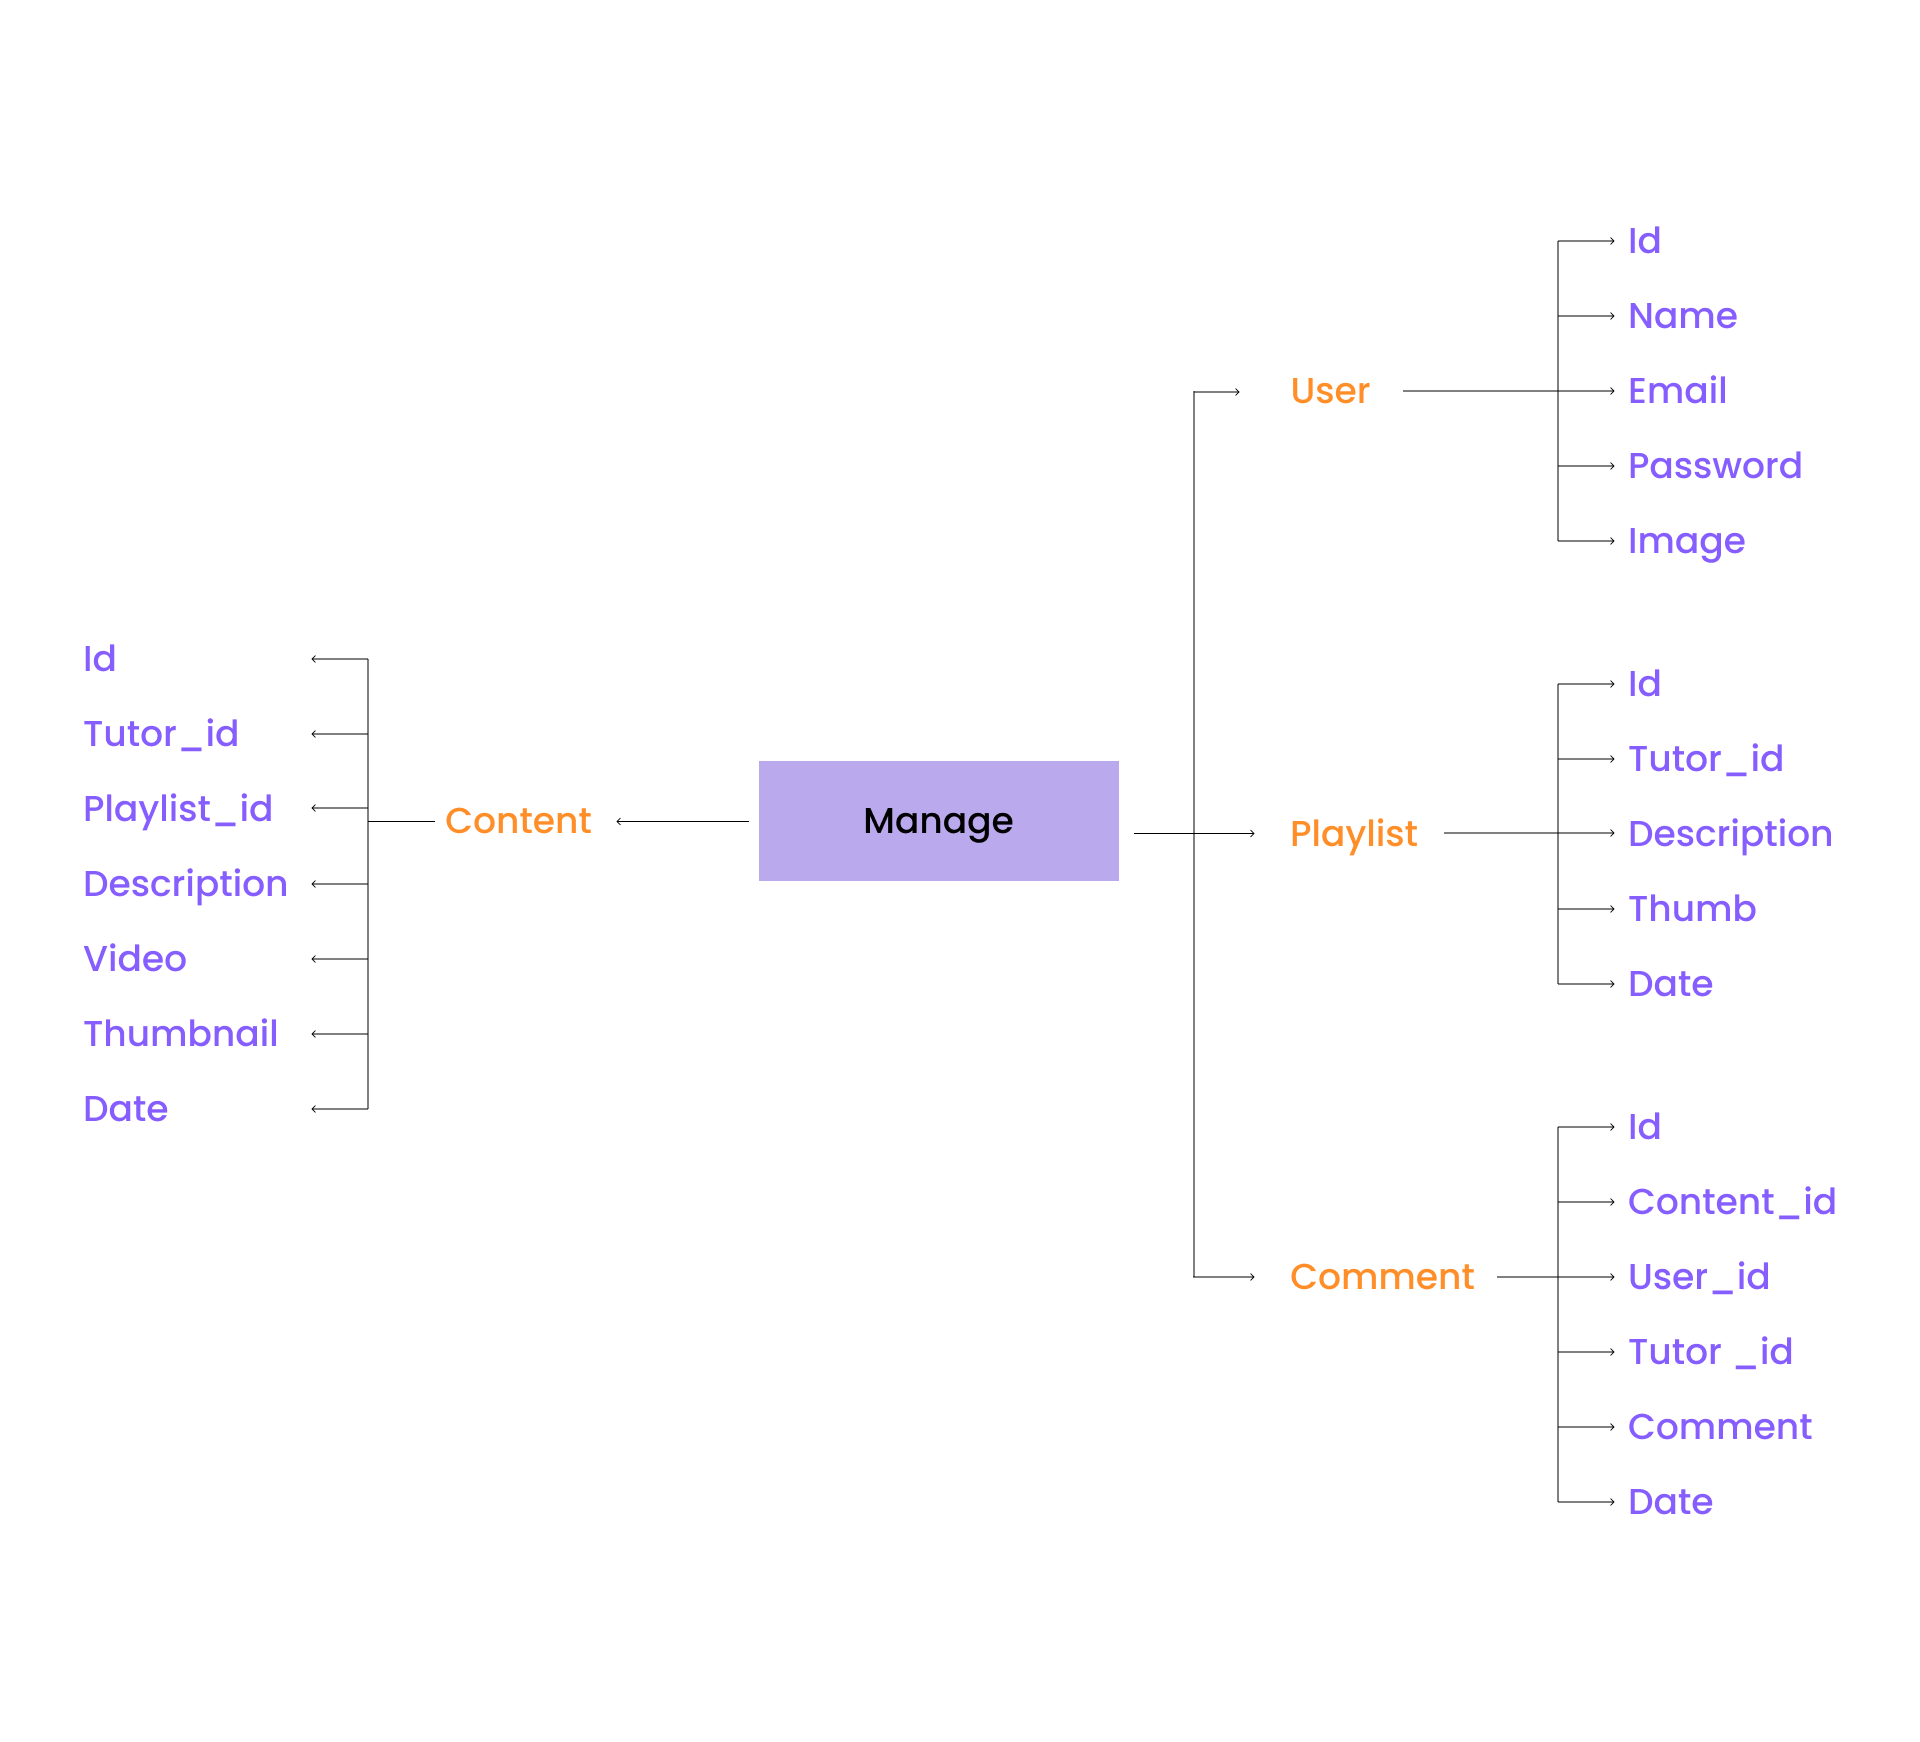 Manage
Content
Id
Tutor_id
Playlist_id
Description
Video
Thumbnail
Date
User
Id
Name
Email
Password
Image
Playlist
Id
Tutor_id
Description
Thumb
Date
Comment
Id
Content_id
User_id
Tutor _id
Comment
Date